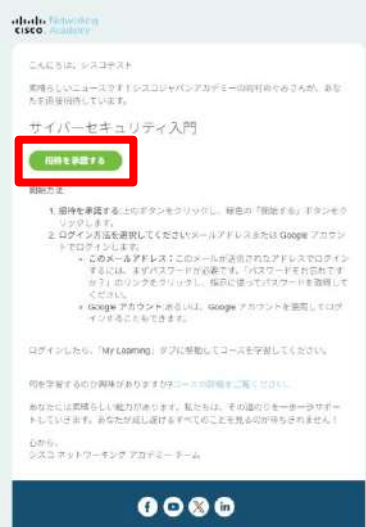 Networking
CISCO Academy
こんにちは、シスコテスト
素晴らしいニュースです！シスコジャパンアカデミーの
さんが、あな
たを直接招待しています。
サイバーセキュリティ入門
招待を承諾する
開始方法:
1. 招待を承諾する:上のボタンをクリックし、緑色の「開始する」ボタンをク
リックします。
2. ログイン方法を選択してください:メールアドレスまたは Google アカウン
トでログインします。
• このメールアドレス：このメールが送信されたアドレスでログイン
するには、まずパスワードが必要です。「パスワードをお忘れです
か？」のリンクをクリックし、指示に従ってパスワードを取得して
ください。
• Google アカウント:あるいは、Google アカウントを使用してログ
インすることもできます。
ログインしたら、「My Learning」タブに移動してコースを学習してください。
何を学習するのか興味がありますか?コースの詳細をご覧ください。
あなたには素晴らしい能力があります。私たちは、その道のりを一歩一歩サポー
トしていきます。あなたが成し遂げるすべてのことを見るのが待ちきれません！
心から、
シスコ ネットワーキング アカデミー チーム